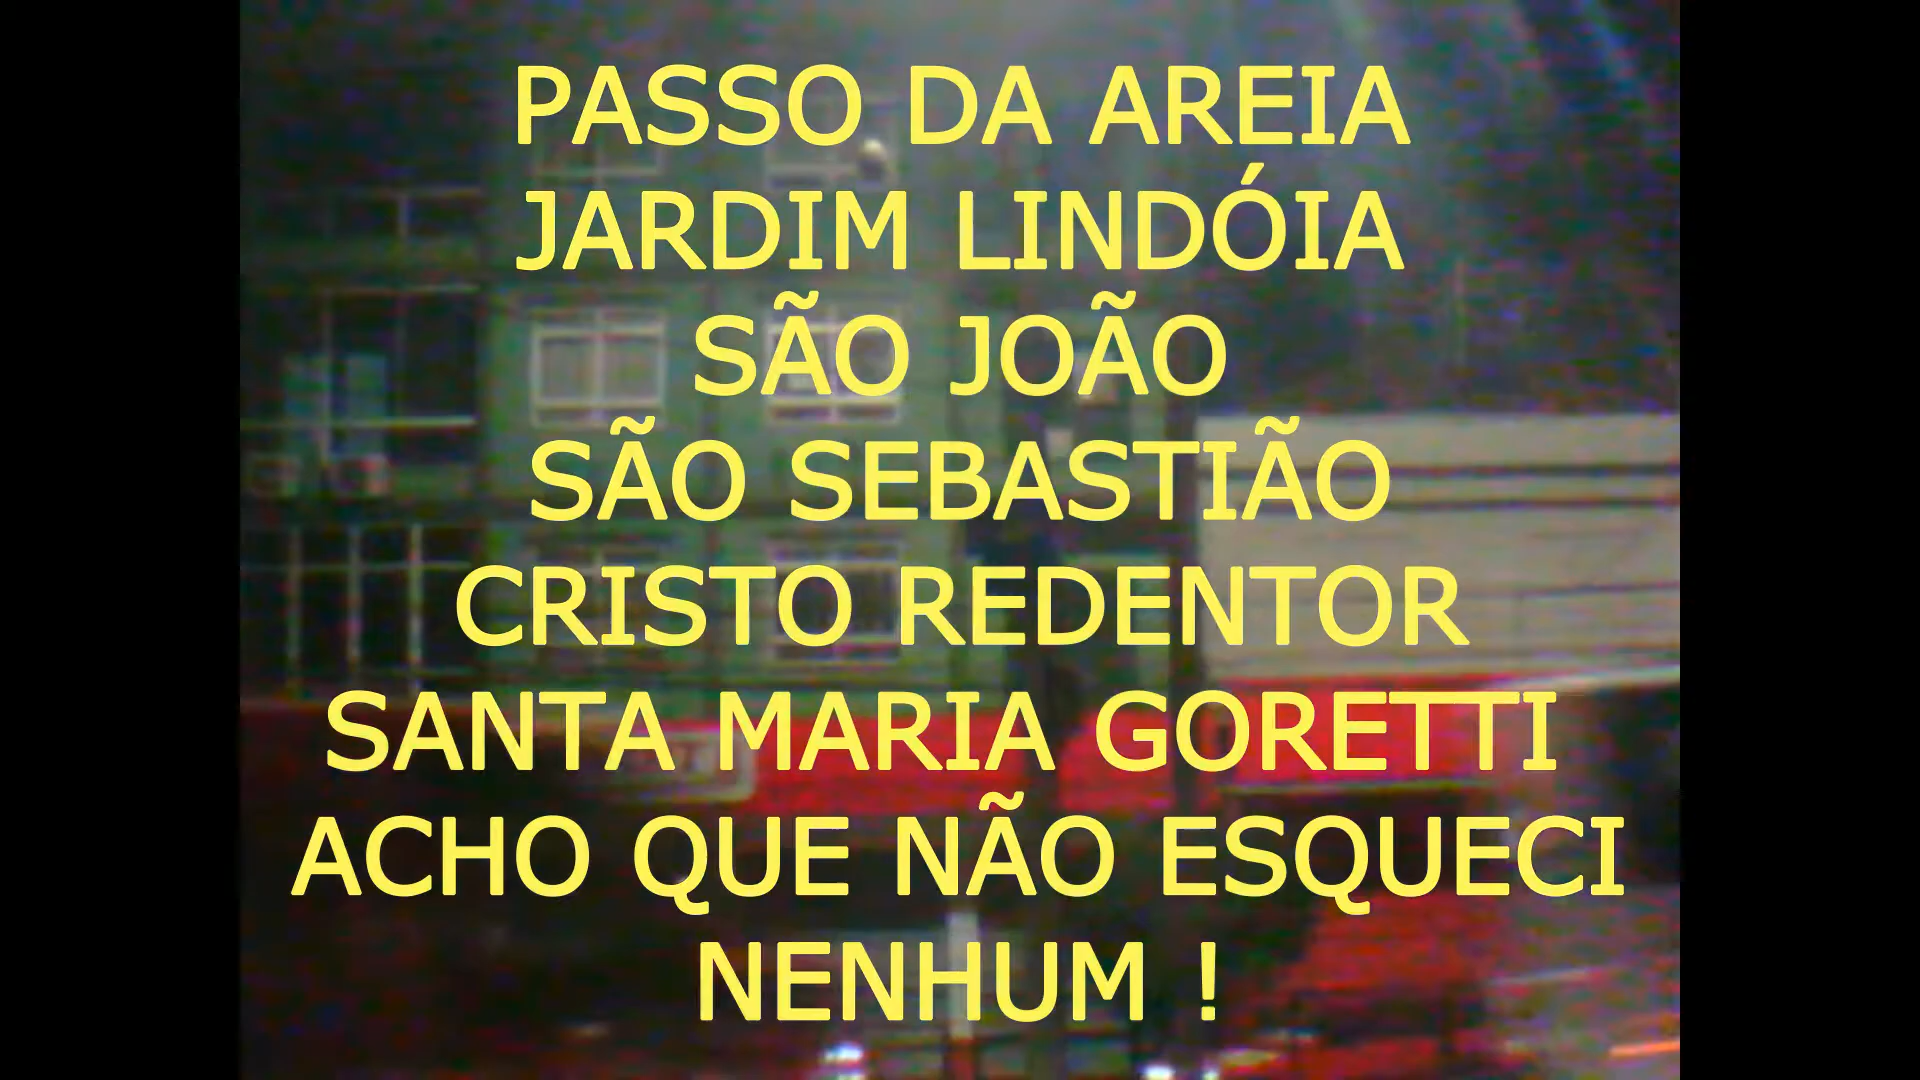 PASSO DA AREIA
JARDIM LINDÓIA
SÃO JOÃO
SÃO SEBASTIÃO
CRISTO REDENTOR
SANTA MARIA GORETTI
ACHO QUE NÃO ESQUECI
NENHUM !